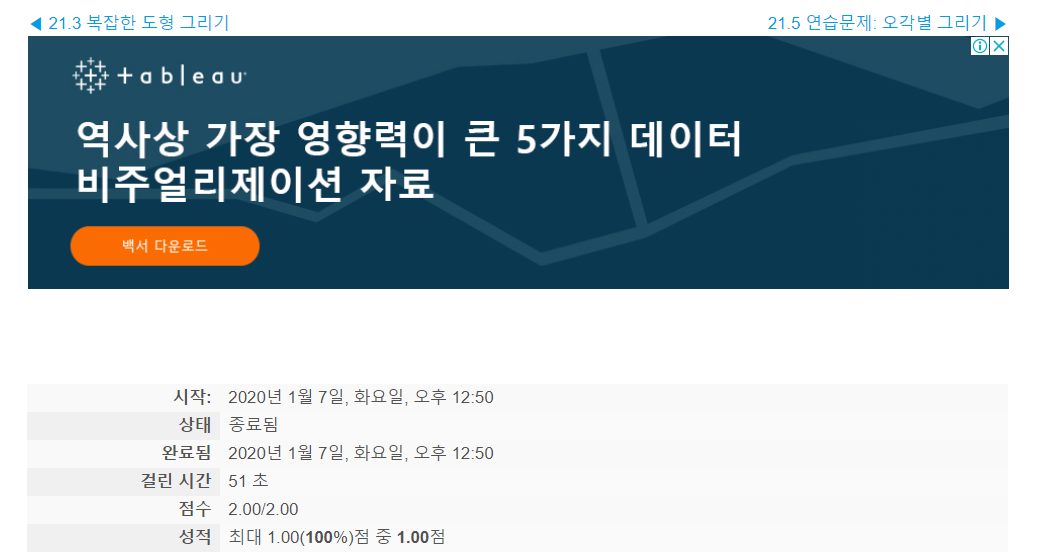 ◀ 21.3 복잡한 도형 그리기
21.5 연습문제: 오각별 그리기 ▶
+ableau
역사상 가장 영향력이 큰 5가지 데이터
비주얼리제이션 자료
백서 다운로드
시작: 2020년 1월 7일, 화요일, 오후 12:50
상태 종료됨
완료됨 2020년 1월 7일, 화요일, 오후 12:50
걸린 시간 51 초
점수 2.00/2.00
성적 최대 1.00(100%)점 중 1.00점